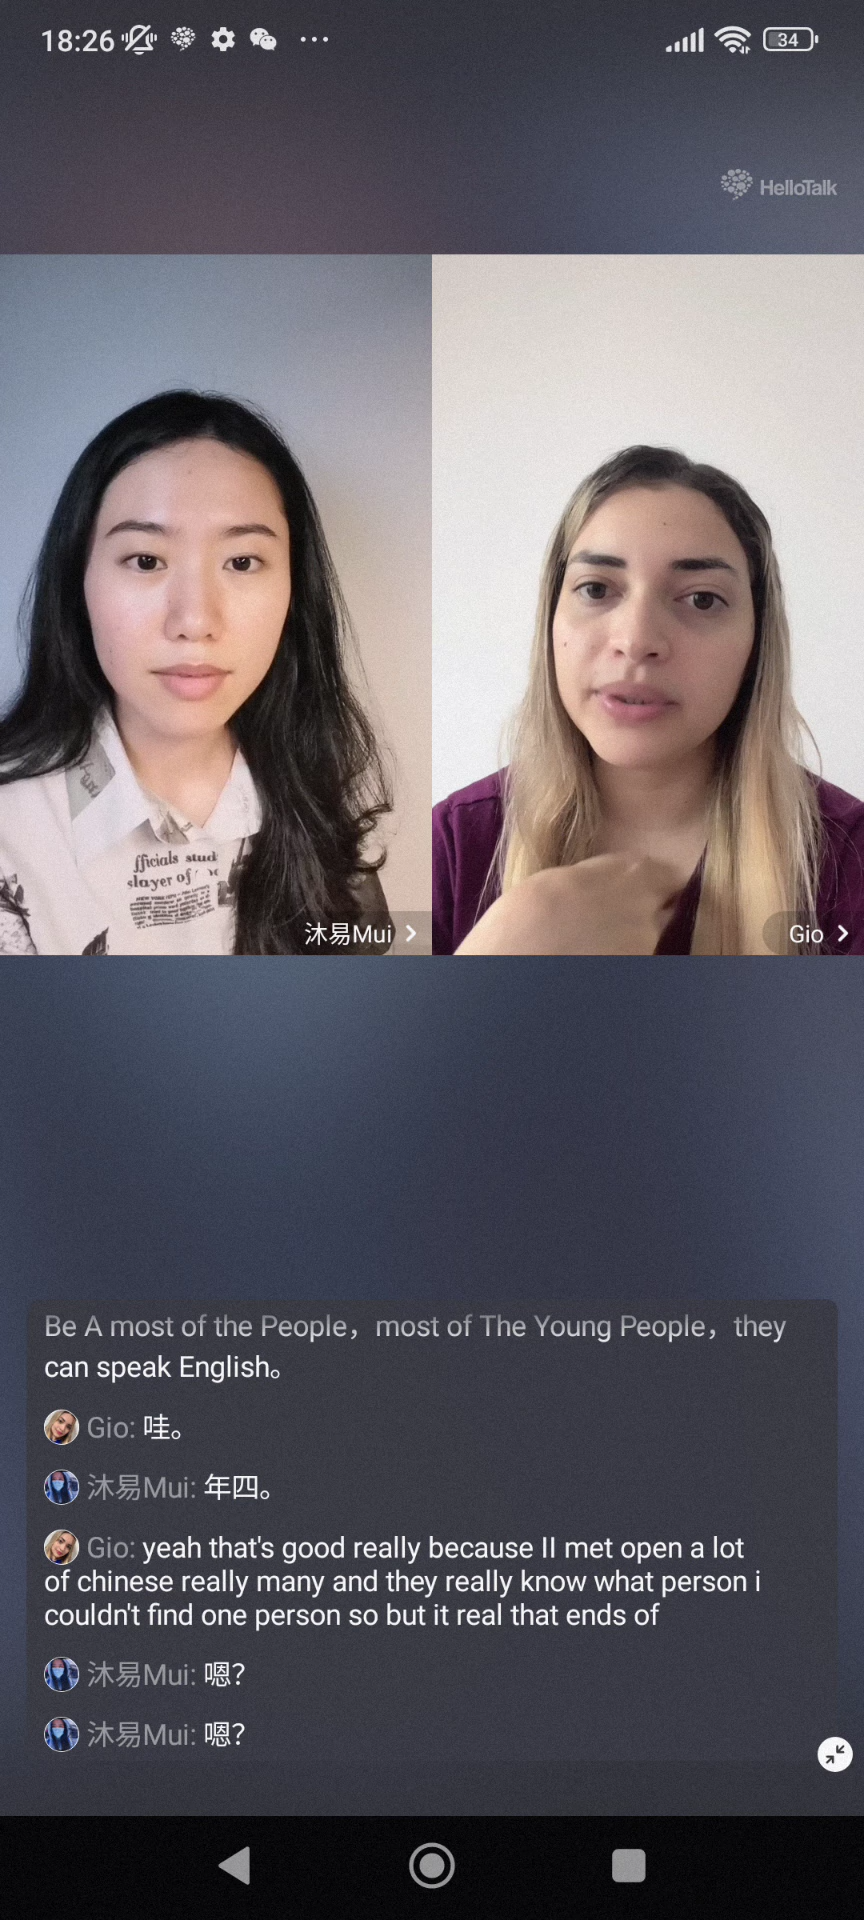 18:26
34
HelloTalk
fficials stud
slayer of
沐易Mui
Gio
Be A most of the People，most of The Young People，they
can speak English。
Gio: 哇。
沐易Mui: 年四。
Gio: yeah that's good really because II met open a lot
of chinese really many and they really know what person i
couldn't find one person so but it real that ends of
沐易Mui: 嗯？
沐易Mui: 嗯？